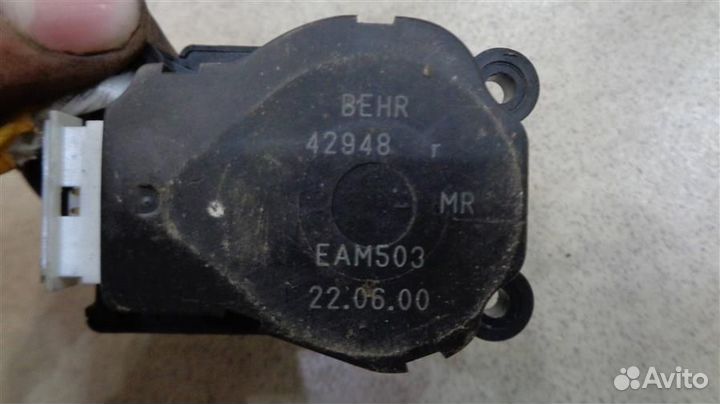 BEHR
42948 r
MR
EAM503
22.06.00
Avito